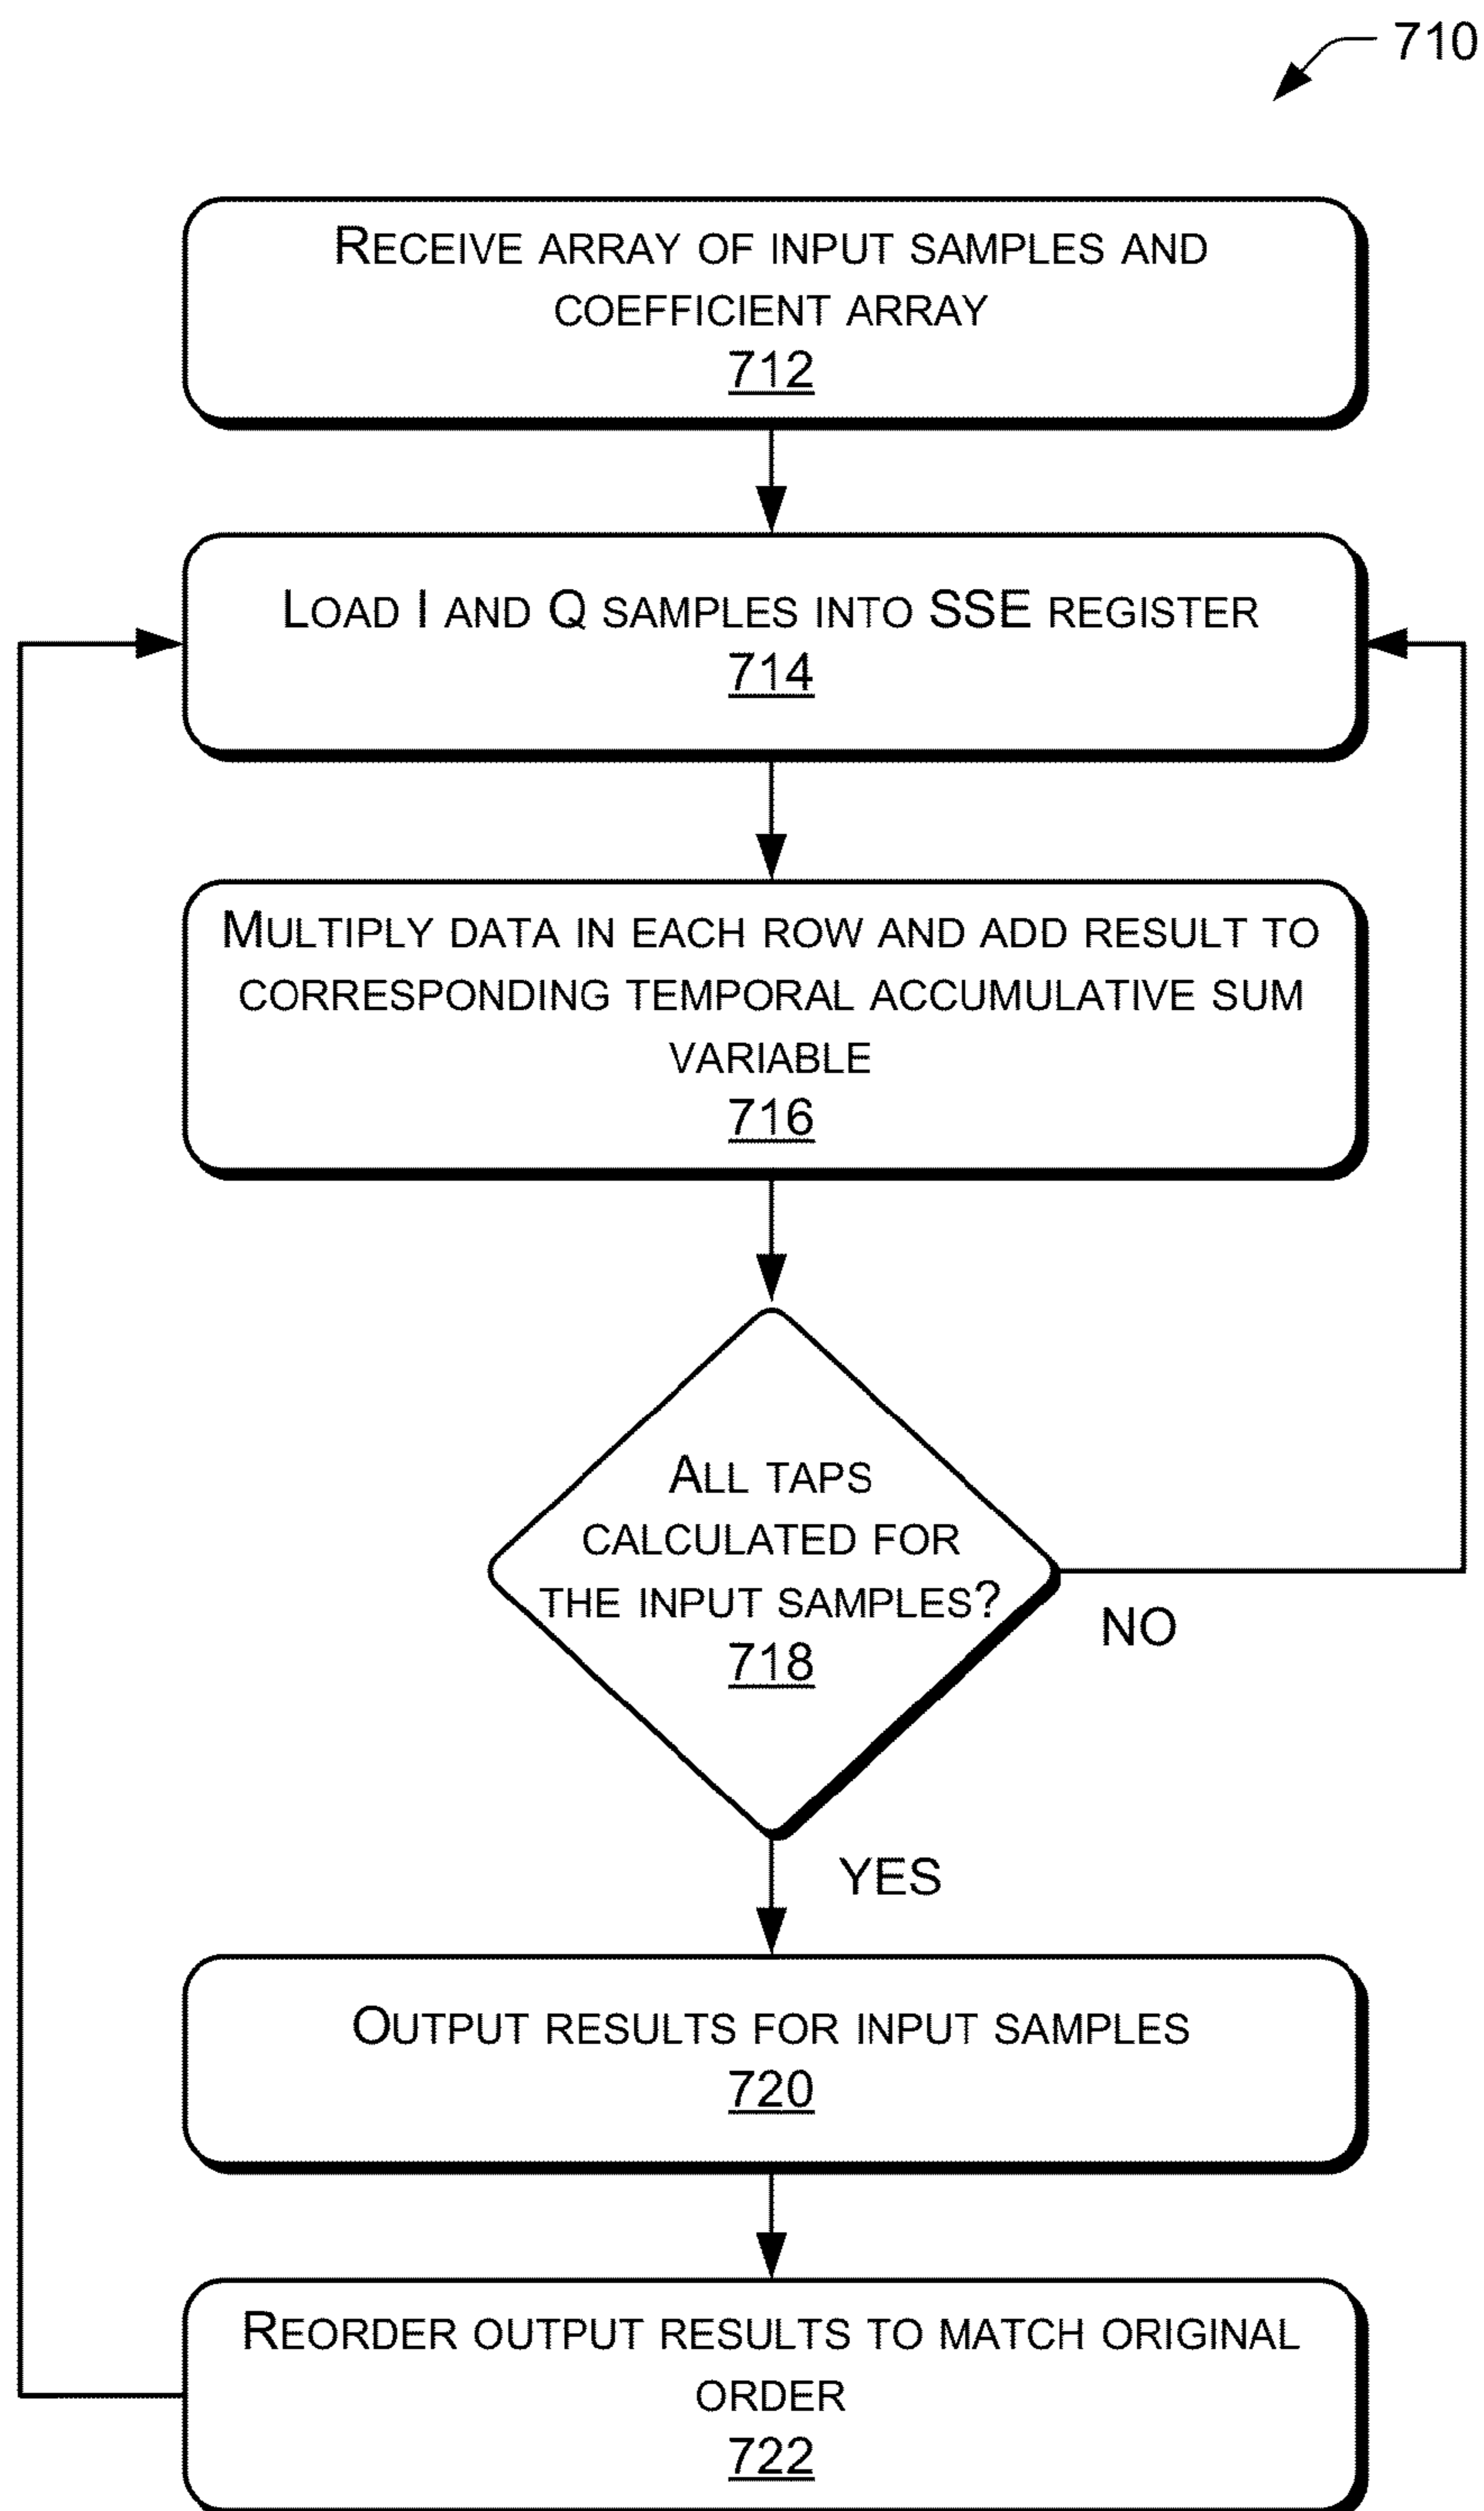 710
RECEIVE ARRAY OF INPUT SAMPLES AND
COEFFICIENT ARRAY
712
LOAD I AND Q SAMPLES INTO SSE REGISTER
714
MULTIPLY DATA IN EACH ROW AND ADD RESULT TO
CORRESPONDING TEMPORAL ACCUMULATIVE SUM
VARIABLE
716
ALL TAPS
CALCULATED FOR
THE INPUT SAMPLES?
718
NO
YES
OUTPUT RESULTS FOR INPUT SAMPLES
720
REORDER OUTPUT RESULTS TO MATCH ORIGINAL
ORDER
722